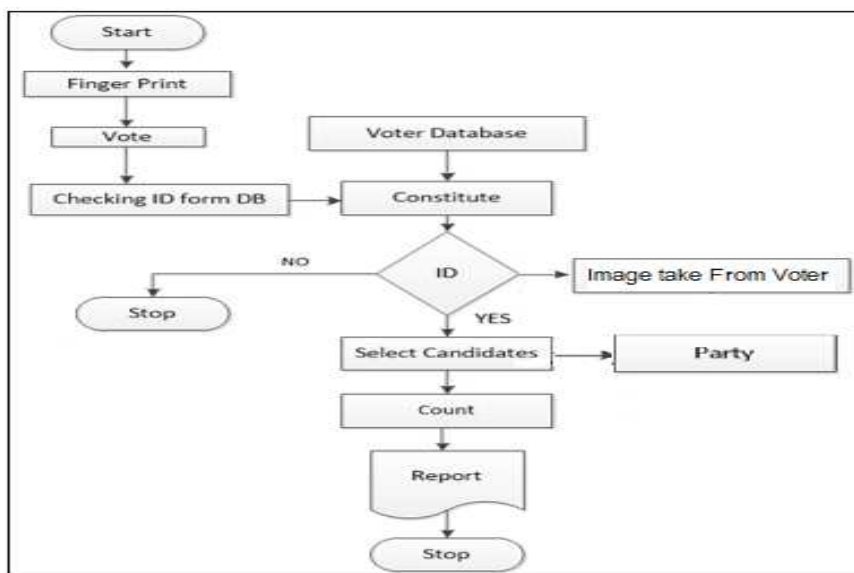 Start
Finger Print
Vote
Voter Database
Checking ID form DB
Constitute
NO
ID
Image take From Voter
Stop
YES
Select Candidates
Party
Count
Report
Stop